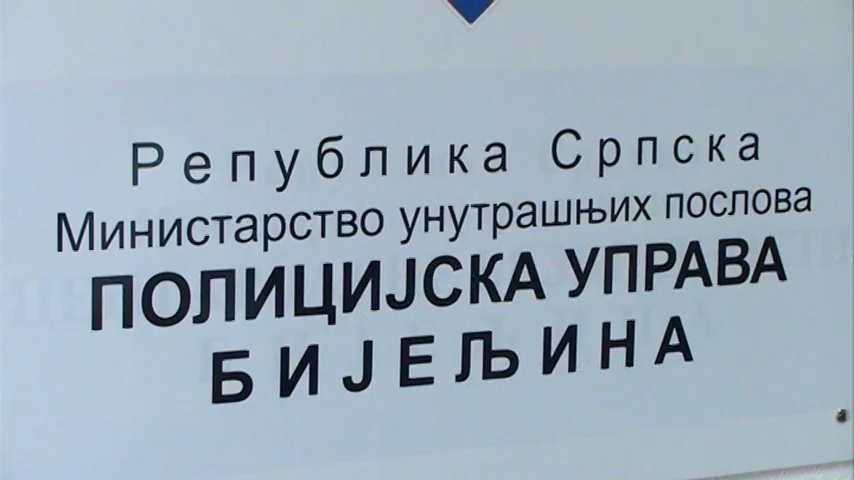 Република Српска
Министарство унутрашњих послова
ПОЛИЦИЈСКА УПРАВА
БИЈЕЉИНА